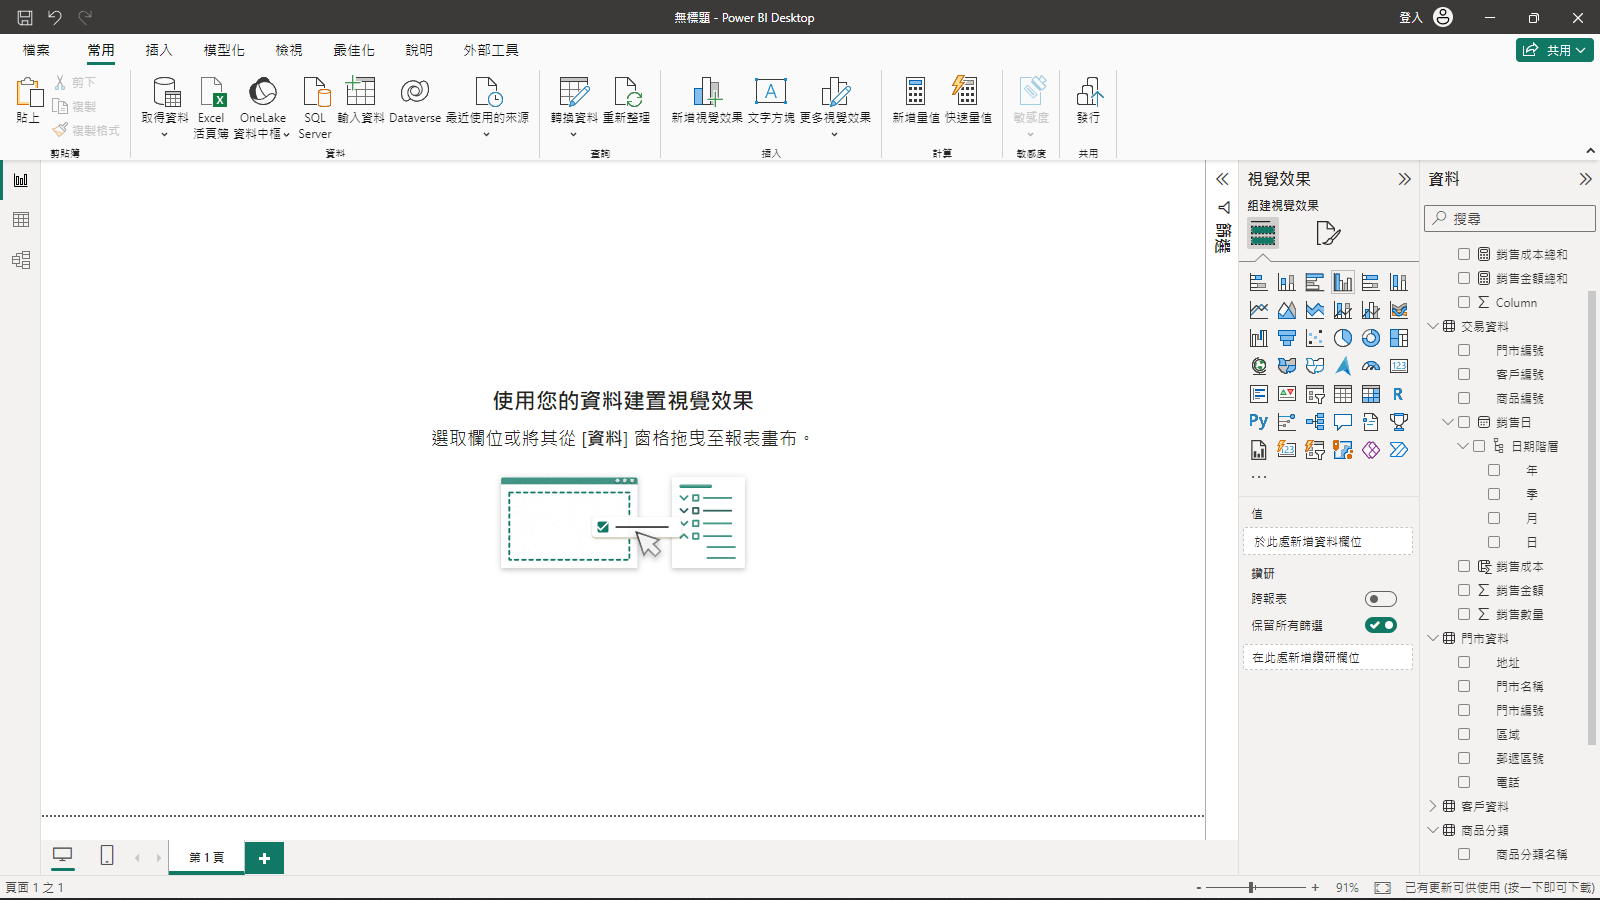 無標題 - Power BI Desktop
登入
檔案 常用 插入 模型化 檢視 最佳化 說明 外部工具
共用
貼上
剪下
複製
複製格式
剪貼簿
取得資料
Excel 活頁簿
OneLake 資料中樞
SQL Server
輸入資料
Dataverse
最近使用的來源
資料
轉換資料
重新整理
查詢
新增視覺效果
文字方塊
更多視覺效果
插入
新增量值
快速量值
計算
敏感度
敏感度
發行
共用
使用您的資料建置視覺效果
選取欄位或將其從 [資料] 窗格拖曳至報表畫布。
篩選
視覺效果
組建視覺效果
123
R
Py
123
...
值
於此處新增資料欄位
鑽研
跨報表
保留所有篩選
在此處新增鑽研欄位
資料
搜尋
銷售成本總和
銷售金額總和
Column
交易資料
門市編號
客戶編號
商品編號
銷售日
日期階層
年
季
月
日
銷售成本
銷售金額
銷售數量
門市資料
地址
門市名稱
門市編號
區域
郵遞區號
電話
客戶資料
商品分類
商品分類名稱
第 1 頁
頁面 1 之 1
- + 91%
已有更新可供使用 (按一下即可下載)